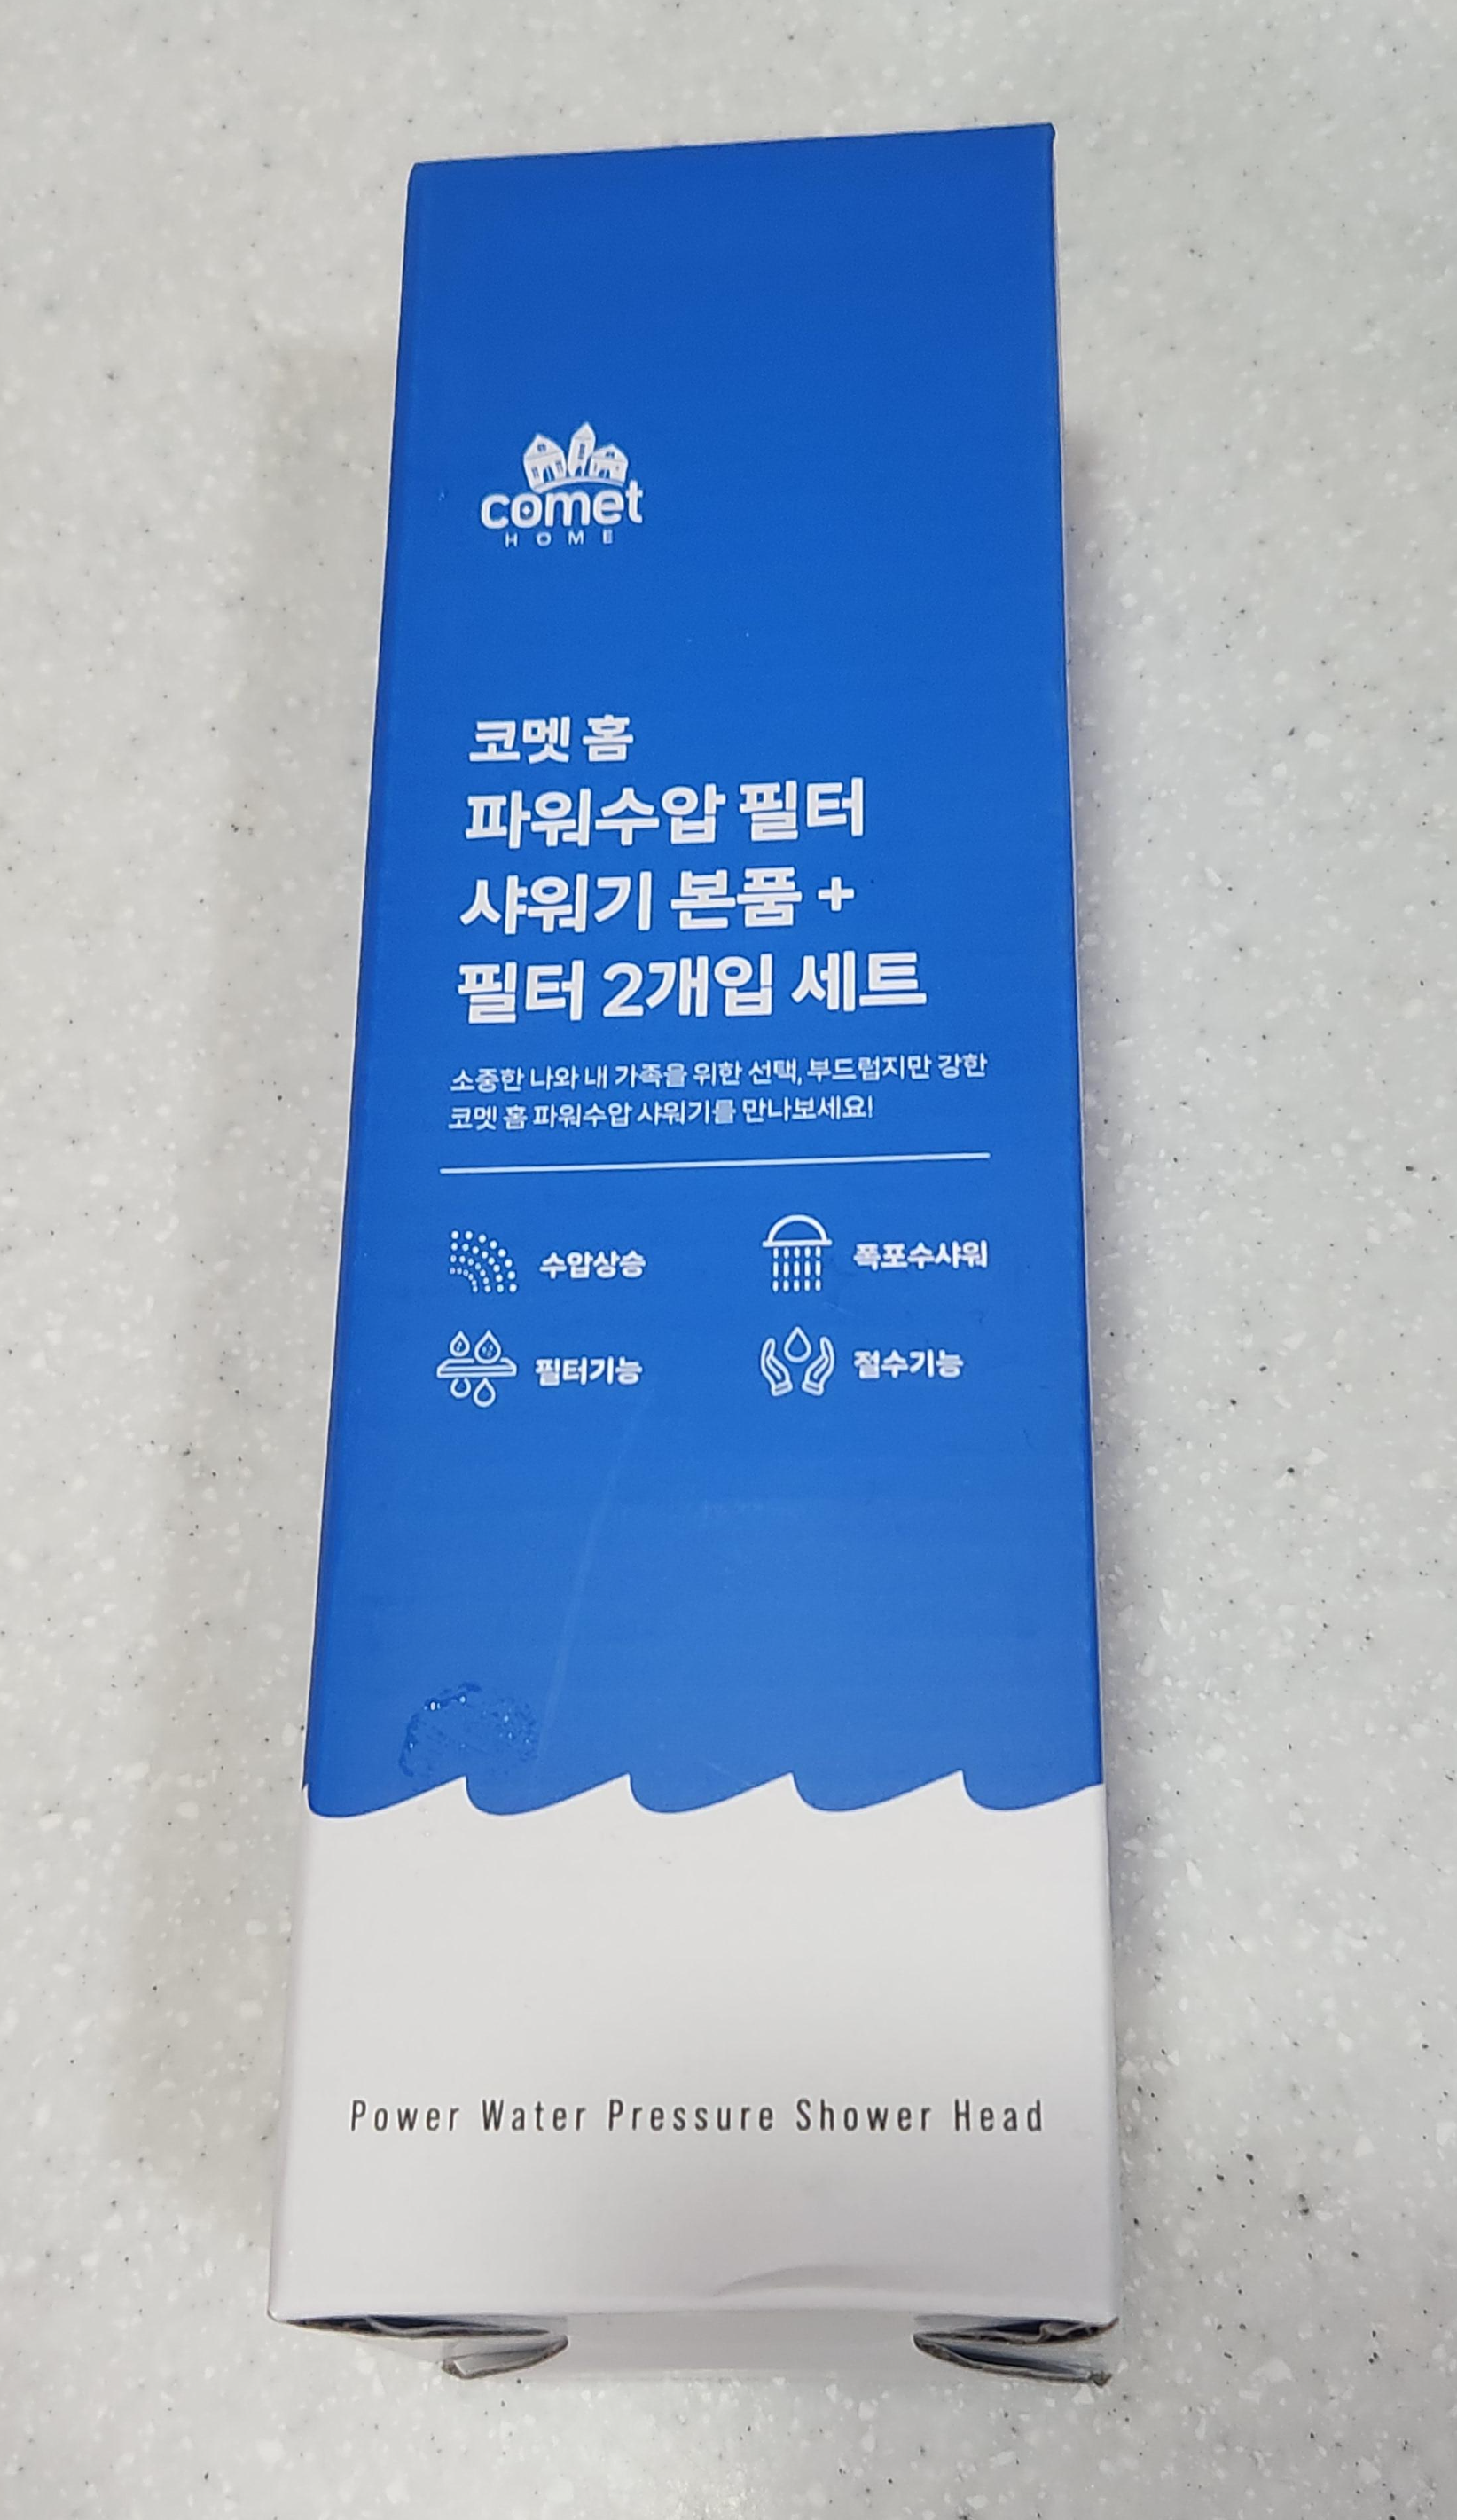 comet
HOME
코멧 홈
파워수압 필터
샤워기 본품 +
필터 2개입 세트
소중한 나와 내 가족을 위한 선택, 부드럽지만 강한
코멧 홈 파워수압 샤워기를 만나보세요!
수압상승
폭포수샤워
필터기능
절수기능
Power Water Pressure Shower Head